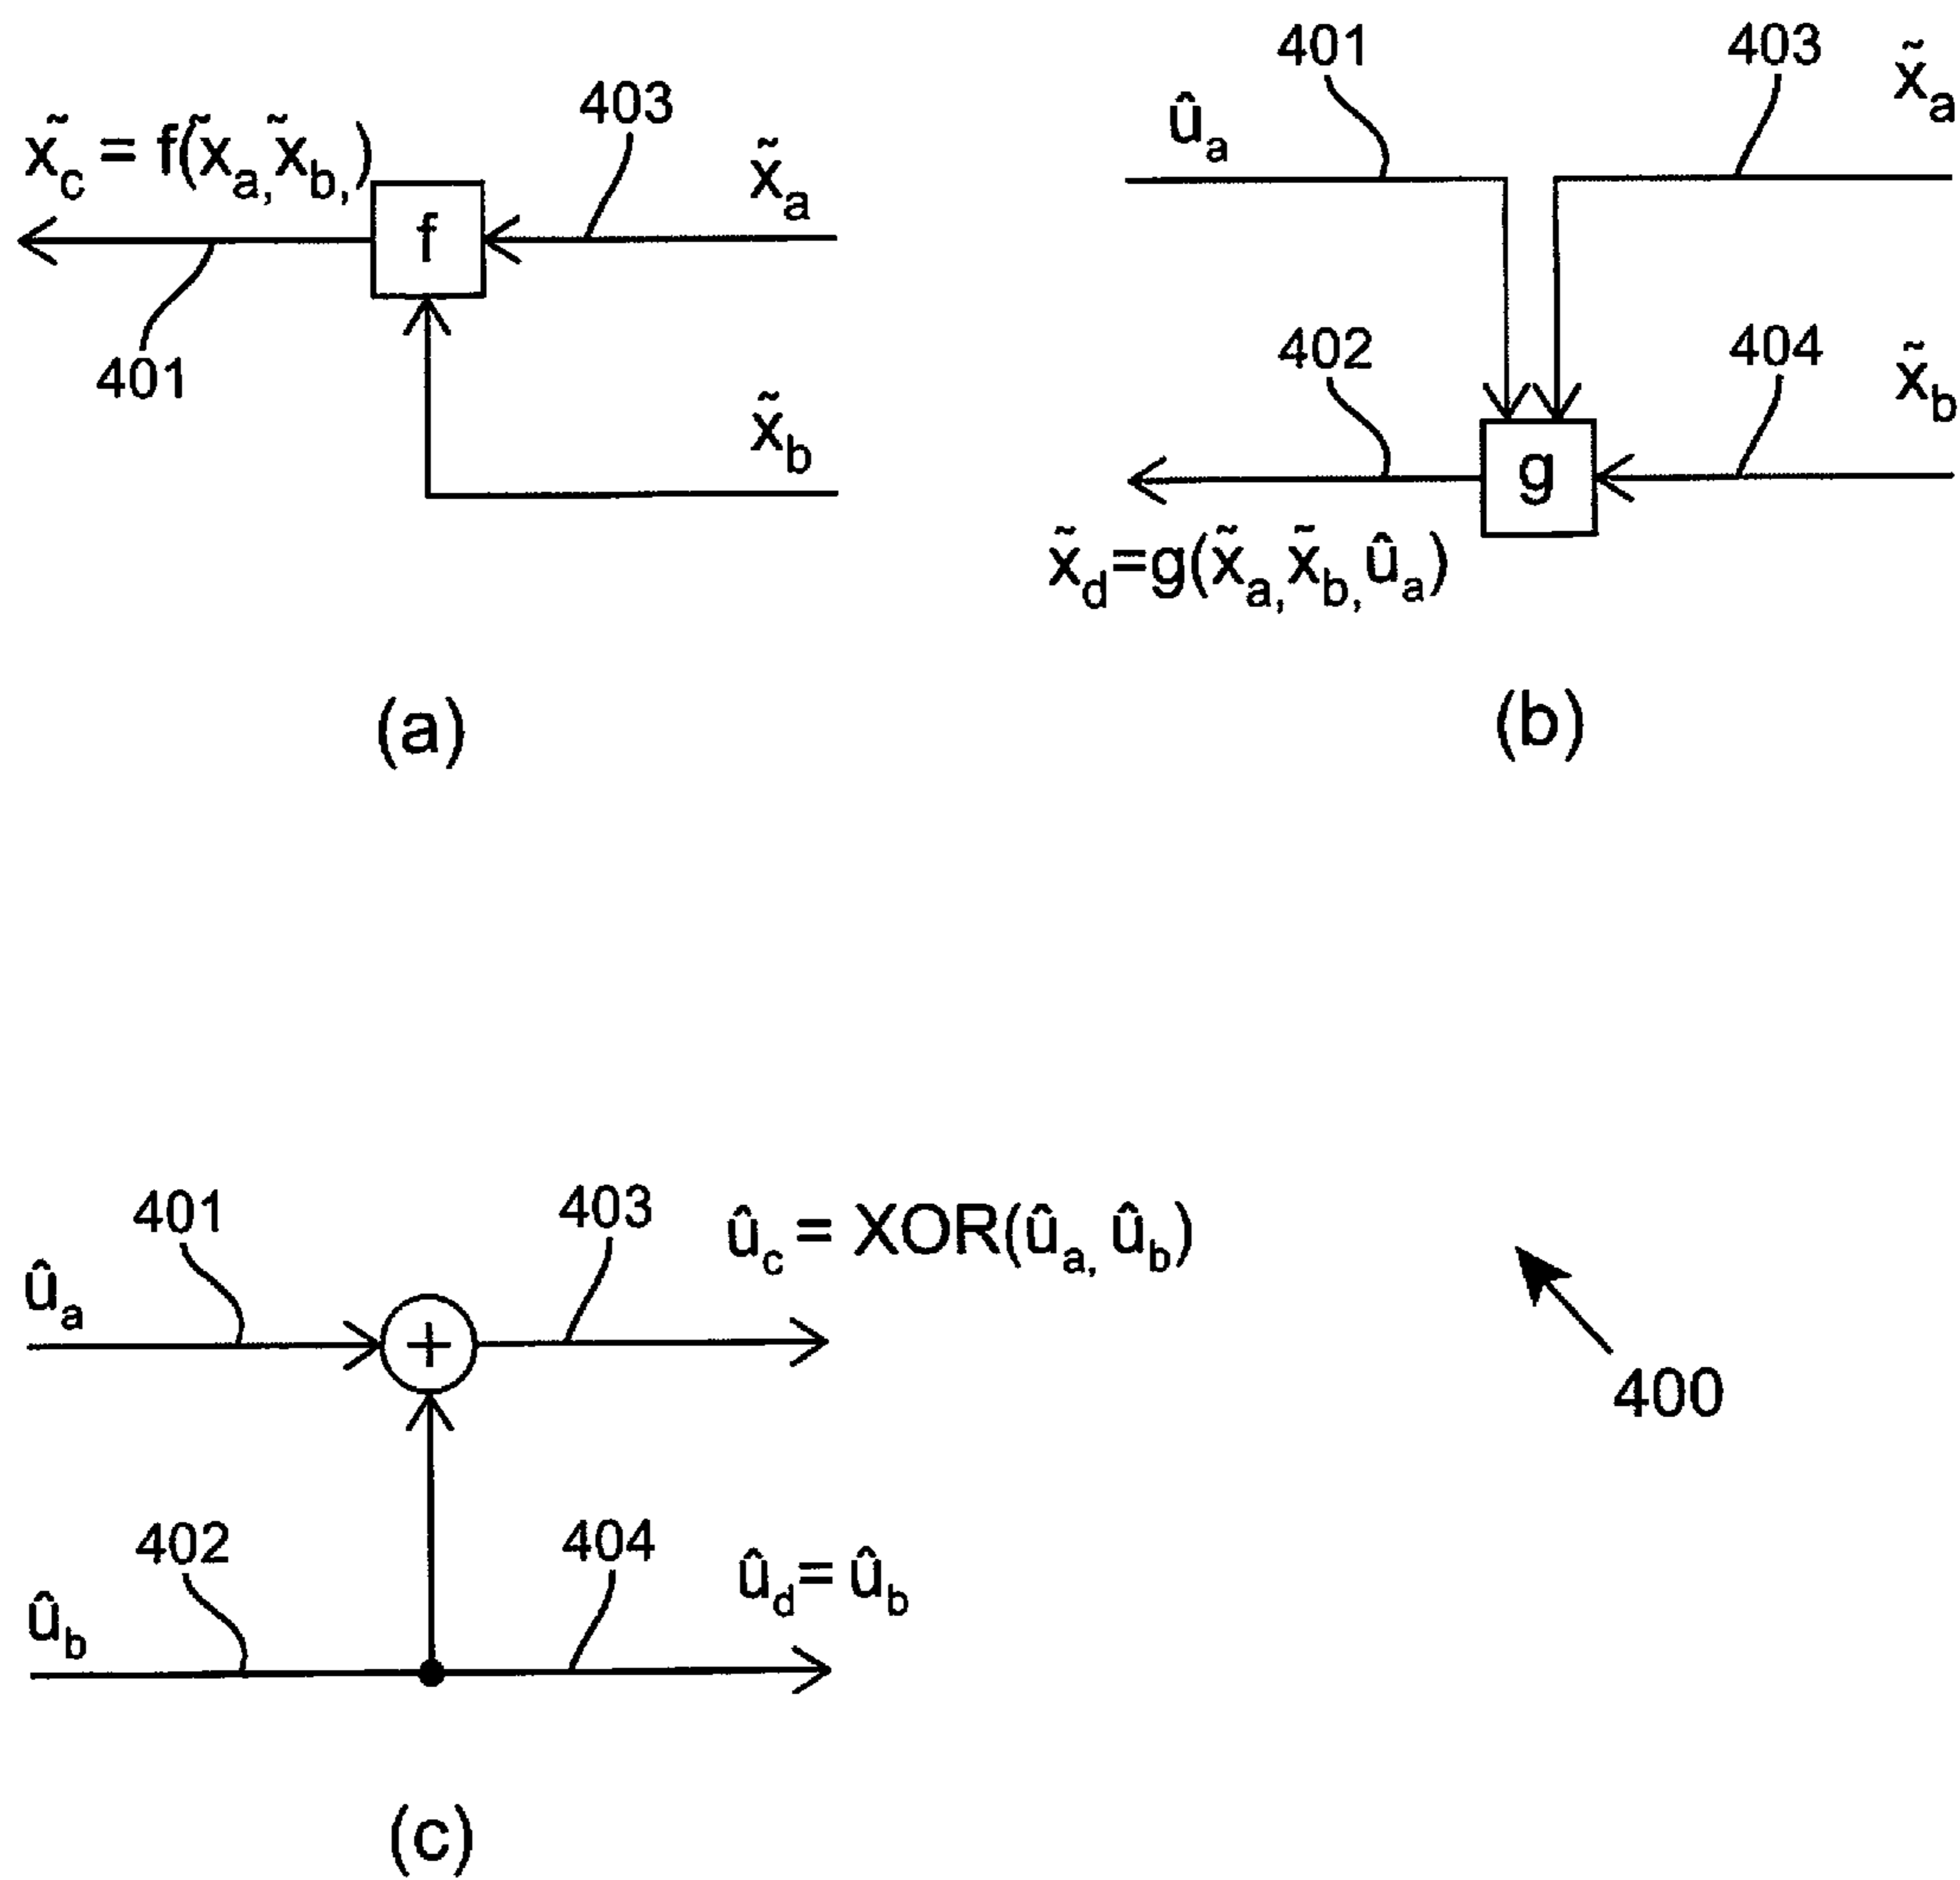 403
x̃c = f(x̃a, x̃b,)
f
x̃a
401
x̃b
(a)
401
403
x̃a
ûa
402
404
x̃b
g
x̃d=g(x̃a, x̃b, ûa)
(b)
401
403
ûc = XOR(ûa, ûb)
ûa
+
400
402
404
ûd= ûb
ûb
(c)